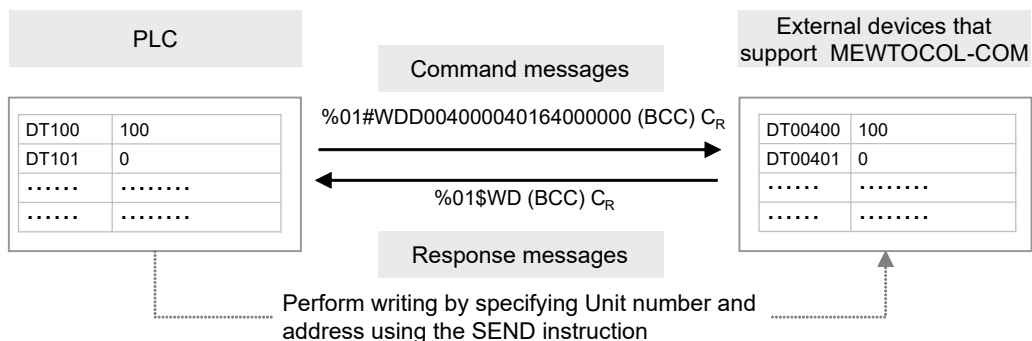 PLC
External devices that
support MEWTOCOL-COM
Command messages
%01#WDD004000040164000000 (BCC) CR
DT100 100
DT101 0
······ ········
······ ········
DT00400 100
DT00401 0
······ ········
······ ········
%01$WD (BCC) CR
Response messages
Perform writing by specifying Unit number and
address using the SEND instruction